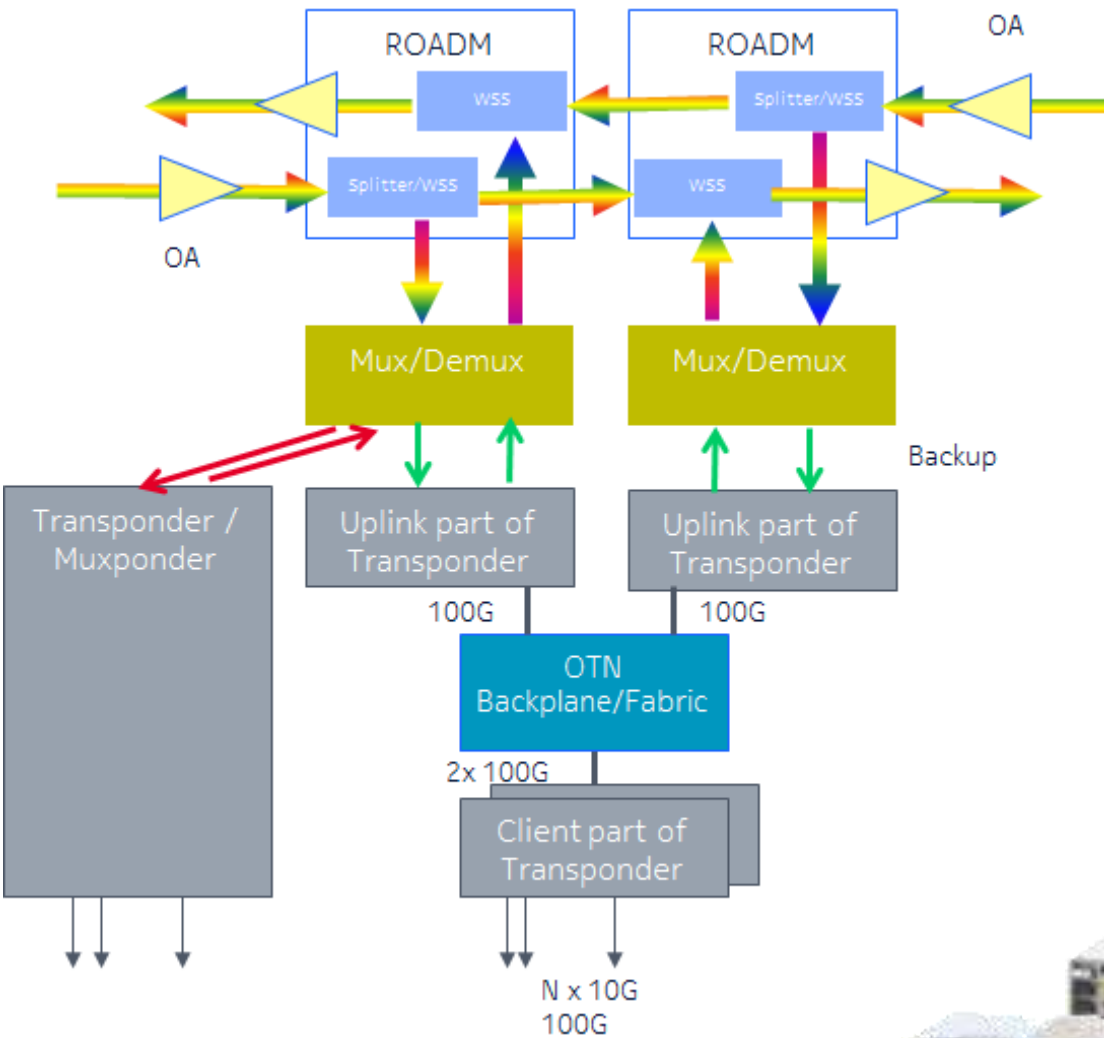 ROADM
ROADM
OA
WSS
Splitter/WSS
Splitter/WSS
WSS
OA
Mux/Demux
Mux/Demux
Backup
Transponder /
Muxponder
Uplink part of
Transponder
Uplink part of
Transponder
100G
100G
OTN
Backplane/Fabric
2x 100G
Client part of
Transponder
N x 10G
100G